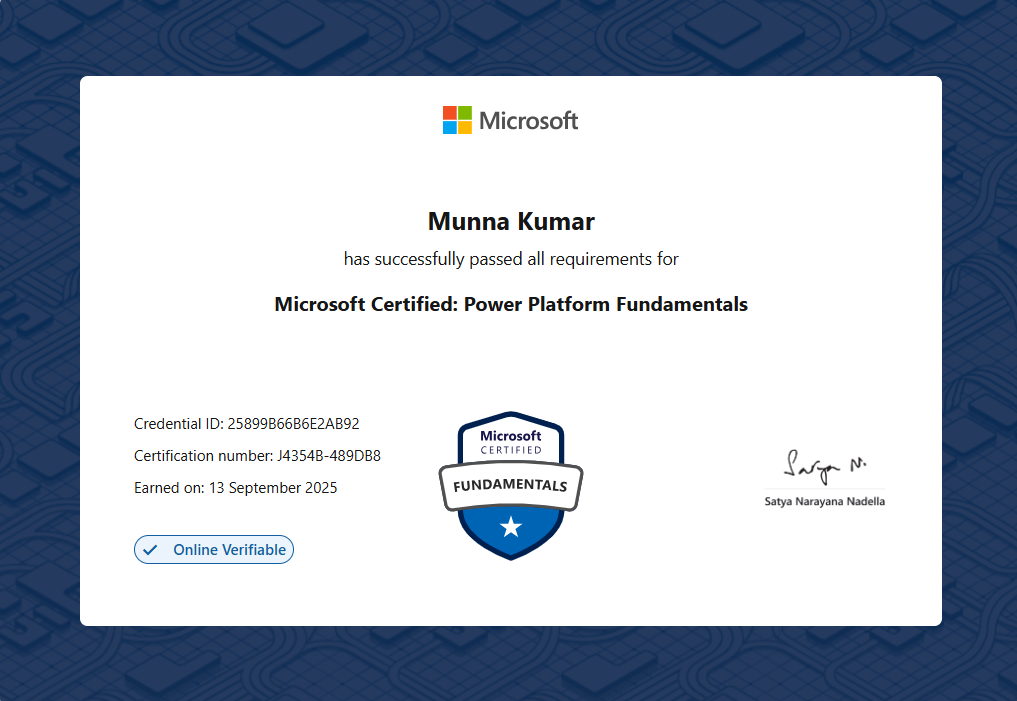 Microsoft
Munna Kumar
has successfully passed all requirements for
Microsoft Certified: Power Platform Fundamentals
Credential ID: 25899B66B6E2AB92
Certification number: J4354B-489DB8
Earned on: 13 September 2025
Online Verifiable
Microsoft
CERTIFIED
FUNDAMENTALS
Satya N.
Satya Narayana Nadella